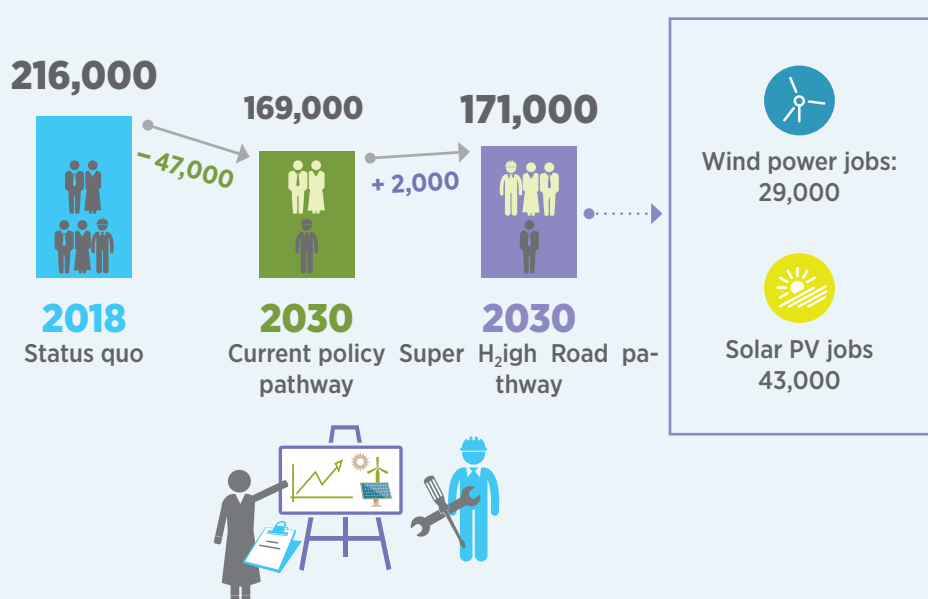 216,000
169,000
171,000
– 47,000
+ 2,000
2018
Status quo
2030
Current policy
pathway
2030
Super H₂igh Road pa-
thway
Wind power jobs:
29,000
Solar PV jobs
43,000